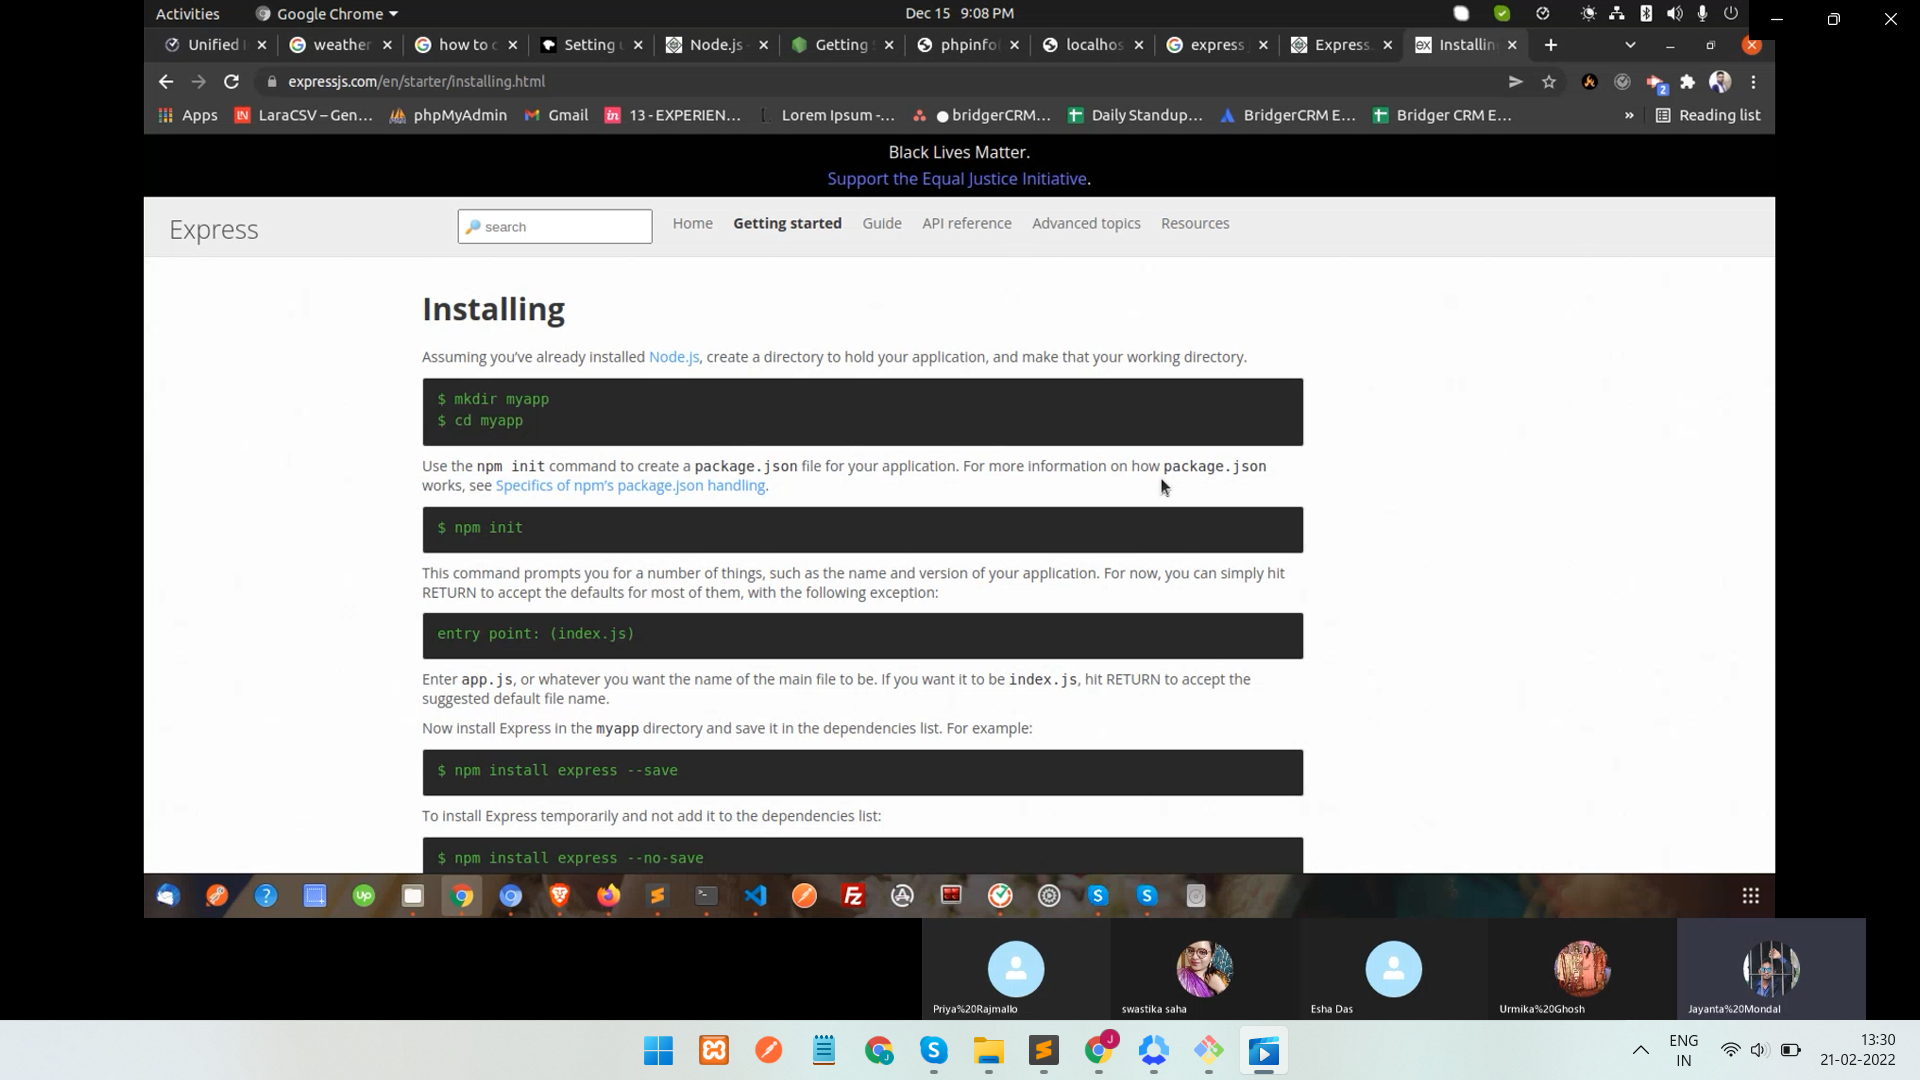 Activities
Google Chrome
Dec 15 9:08 PM
Unified
weather
how to c
Setting
Node.js -
Getting
phpinfo
localhos
express
Express
Installin
expressjs.com/en/starter/installing.html
2
Apps
LaraCSV – Gen...
phpMyAdmin
Gmail
13 - EXPERIEN...
Lorem Ipsum -...
bridgerCRM...
Daily Standup...
BridgerCRM E...
Bridger CRM E...
»
Reading list
Black Lives Matter.
Support the Equal Justice Initiative.
Express
search
Home
Getting started
Guide
API reference
Advanced topics
Resources
Installing
Assuming you've already installed Node.js, create a directory to hold your application, and make that your working directory.
$ mkdir myapp
$ cd myapp
Use the npm init command to create a package.json file for your application. For more information on how package.json
works, see Specifics of npm's package.json handling.
$ npm init
This command prompts you for a number of things, such as the name and version of your application. For now, you can simply hit
RETURN to accept the defaults for most of them, with the following exception:
entry point: (index.js)
Enter app.js, or whatever you want the name of the main file to be. If you want it to be index.js, hit RETURN to accept the
suggested default file name.
Now install Express in the myapp directory and save it in the dependencies list. For example:
$ npm install express --save
To install Express temporarily and not add it to the dependencies list:
$ npm install express --no-save
Priya%20Rajmallo
swastika saha
Esha Das
Urmika%20Ghosh
Jayanta%20Mondal
ENG
IN
13:30
21-02-2022